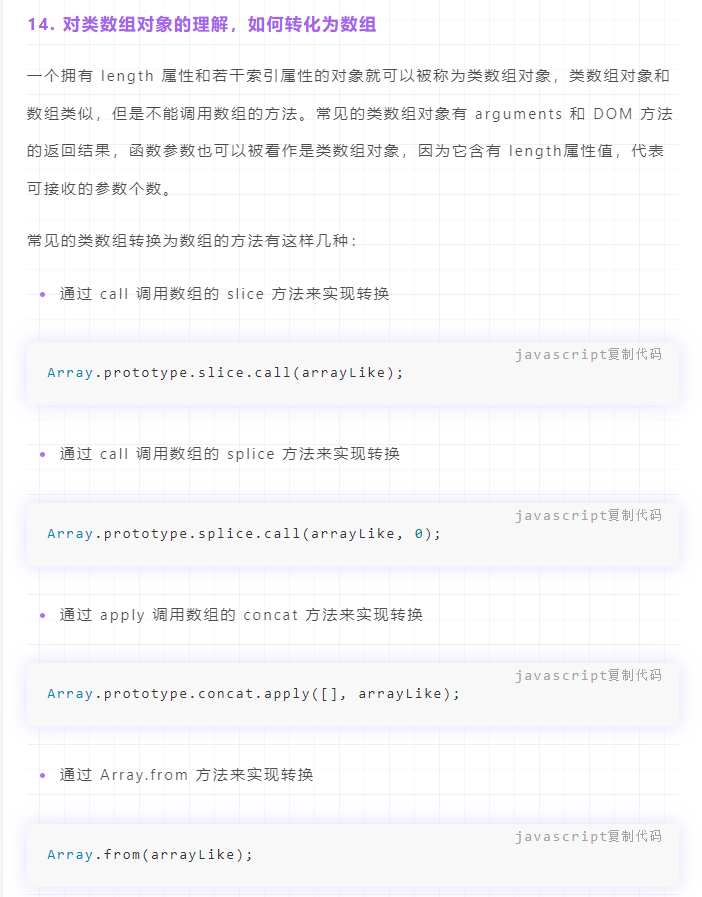 14. 对类数组对象的理解，如何转化为数组
一个拥有 length 属性和若干索引属性的对象就可以被称为类数组对象，类数组对象和
数组类似，但是不能调用数组的方法。常见的类数组对象有 arguments 和 DOM 方法
的返回结果，函数参数也可以被看作是类数组对象，因为它含有 length属性值，代表
可接收的参数个数。
常见的类数组转换为数组的方法有这样几种：
• 通过 call 调用数组的 slice 方法来实现转换
javascript复制代码
Array.prototype.slice.call(arrayLike);
• 通过 call 调用数组的 splice 方法来实现转换
javascript复制代码
Array.prototype.splice.call(arrayLike, 0);
• 通过 apply 调用数组的 concat 方法来实现转换
javascript复制代码
Array.prototype.concat.apply([], arrayLike);
• 通过 Array.from 方法来实现转换
javascript复制代码
Array.from(arrayLike);